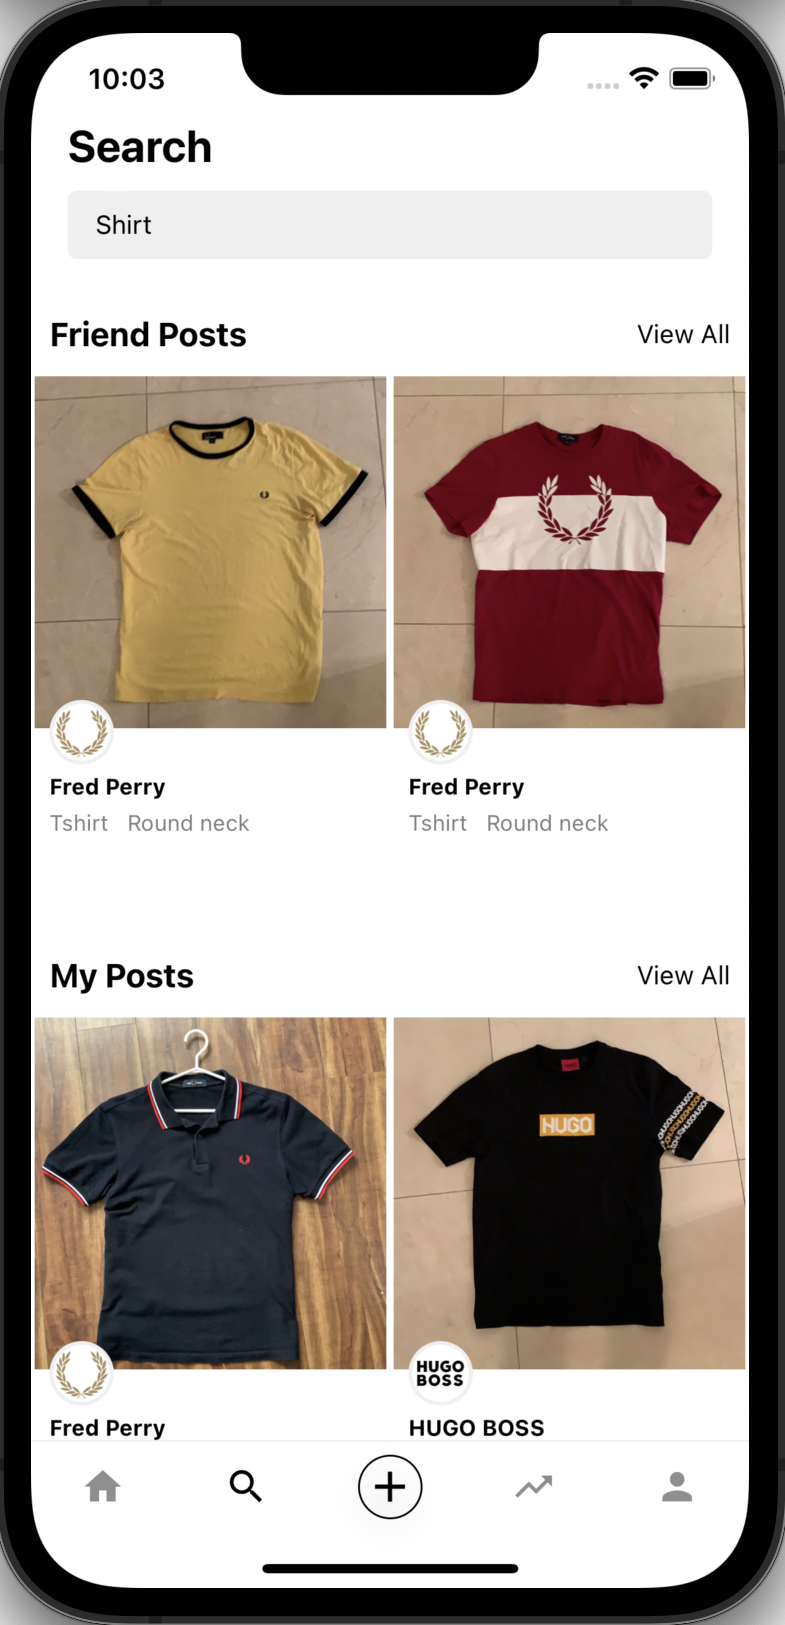 10:03
Search
Shirt
Friend Posts View All
Fred Perry Fred Perry
Tshirt Round neck Tshirt Round neck
My Posts View All
HUGO
HUGO
BOSS
Fred Perry HUGO BOSS